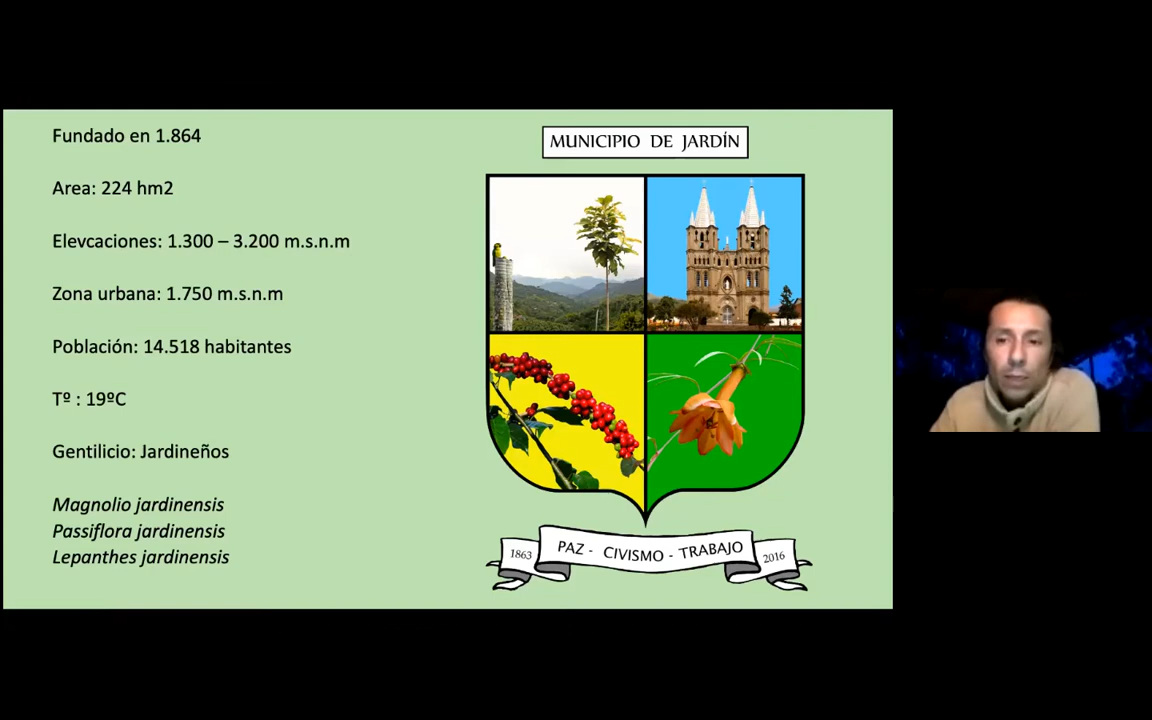 Fundado en 1.864
Area: 224 hm2
Elevcaciones: 1.300 – 3.200 m.s.n.m
Zona urbana: 1.750 m.s.n.m
Población: 14.518 habitantes
Tº : 19ºC
Gentilicio: Jardineños
Magnolio jardinensis
Passiflora jardinensis
Lepanthes jardinensis
MUNICIPIO DE JARDÍN
1863
PAZ - CIVISMO - TRABAJO
2016